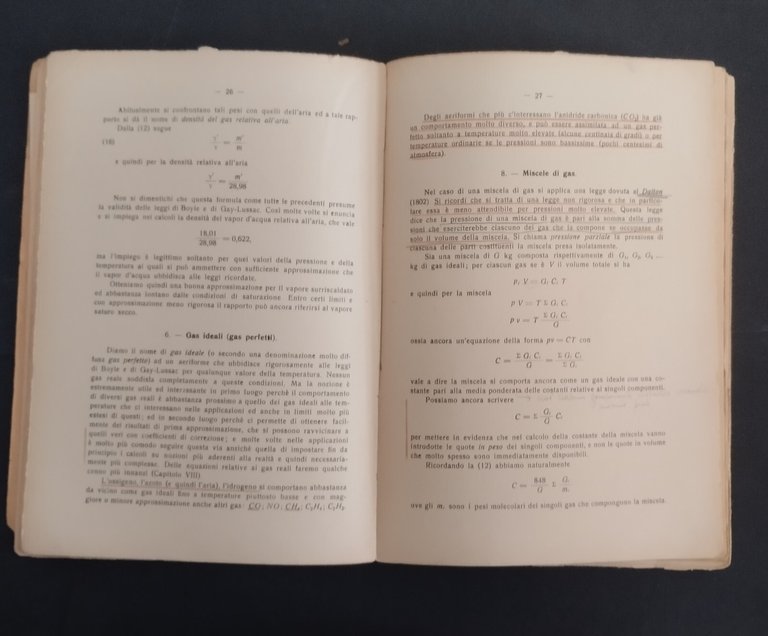 — 26 —
Abitualmente si confrontano tali pesi con quelli dell'aria ed a tale rap-
porto si dà il nome di densità del gas relativa all'aria.
Dalla (12) segue
(18) γ'/γ = m'/m
e quindi per la densità relativa all'aria
γ'/γ = m'/28,98
Non si dimentichi che questa formula come tutte le precedenti presume
la validità delle leggi di Boyle e di Gay-Lussac. Così molte volte si enuncia
e si impiega nei calcoli la densità del vapor d'acqua relativa all'aria, che vale
18,01/28,98 = 0,622,
ma l'impiego è legittimo soltanto per quei valori della pressione e della
temperatura ai quali si può ammettere con sufficiente approssimazione che
il vapor d'acqua ubbidisca alle leggi ricordate.
Otteniamo quindi una buona approssimazione per il vapore surriscaldato
ed abbastanza lontano dalle condizioni di saturazione. Entro certi limiti e
con approssimazione meno rigorosa il rapporto può ancora riferirsi al vapore
saturo secco.
6. — Gas ideali (gas perfetti).
Diamo il nome di gas ideale (o secondo una denominazione molto dif-
fusa gas perfetto) ad un aeriforme che ubbidisce rigorosamente alle leggi
di Boyle e di Gay-Lussac per qualunque valore della temperatura. Nessun
gas reale soddisfa completamente a queste condizioni. Ma la nozione è
estremamente utile ed interessante in primo luogo perchè il comportamento
di diversi gas reali è abbastanza prossimo a quello dei gas ideali alle tem-
perature che ci interessano nelle applicazioni ed anche in limiti molto più
estesi di questi; ed in secondo luogo perchè ci permette di ottenere facil-
mente dei risultati di prima approssimazione, che si possono ravvicinare a
quelli veri con coefficienti di correzione; e molte volte nelle applicazioni
è molto più comodo seguire questa via anzichè quella di impostare fin da
principio i calcoli su nozioni più aderenti alla realtà e quindi necessaria-
mente più complesse. Delle equazioni relative ai gas reali faremo qualche
cenno più innanzi (Capitolo VIII).
L'ossigeno, l'azoto (e quindi l'aria), l'idrogeno si comportano abbastanza
da vicino come gas ideali fino a temperature piuttosto basse e con mag-
giore o minore approssimazione anche altri gas: CO; NO; CH₄; C₂H₄; C₂H₂.
— 27 —
Degli aeriformi che più c'interessano l'anidride carbonica (CO₂) ha già
un comportamento molto diverso, e può essere assimilata ad un gas per-
fetto soltanto a temperature molto elevate (alcune centinaia di gradi) o per
temperature ordinarie se le pressioni sono bassissime (pochi centesimi di
atmosfera).
8. — Miscele di gas.
Nel caso di una miscela di gas si applica una legge dovuta al Dalton
(1802) Si ricordi che si tratta di una legge non rigorosa e che in partico-
lare essa è meno attendibile per pressioni molto elevate. Questa legge
dice che la pressione di una miscela di gas è pari alla somma delle pres-
sioni che eserciterebbe ciascuno dei gas che la compone se occupasse da
solo il volume della miscela. Si chiama pressione parziale la pressione di
ciascuna delle parti costituenti la miscela presa isolatamente.
Sia una miscela di G kg composta rispettivamente di G₁, G₂, G₃ ...
kg di gas ideali; per ciascun gas se è V il volume totale si ha
pᵢ V = Gᵢ Cᵢ T,
e quindi per la miscela
p V = T Σ Gᵢ Cᵢ
p v = T Σ Gᵢ Cᵢ/G
ossia ancora un'equazione della forma pv = CT con
C = Σ Gᵢ Cᵢ/G = Σ Gᵢ Cᵢ/Σ Gᵢ
vale a dire la miscela si comporta ancora come un gas ideale con una co-
stante pari alla media ponderata delle costanti relative ai singoli componenti.
Possiamo ancora scrivere
C = Σ Gᵢ/G Cᵢ
per mettere in evidenza che nel calcolo della costante della miscela vanno
introdotte le quote in peso dei singoli componenti, e non le quote in volume
che molto spesso sono immediatamente disponibili.
Ricordando la (12) abbiamo naturalmente
C = 848/G Σ Gᵢ/mᵢ
ove gli mᵢ sono i pesi molecolari dei singoli gas che compongono la miscela.